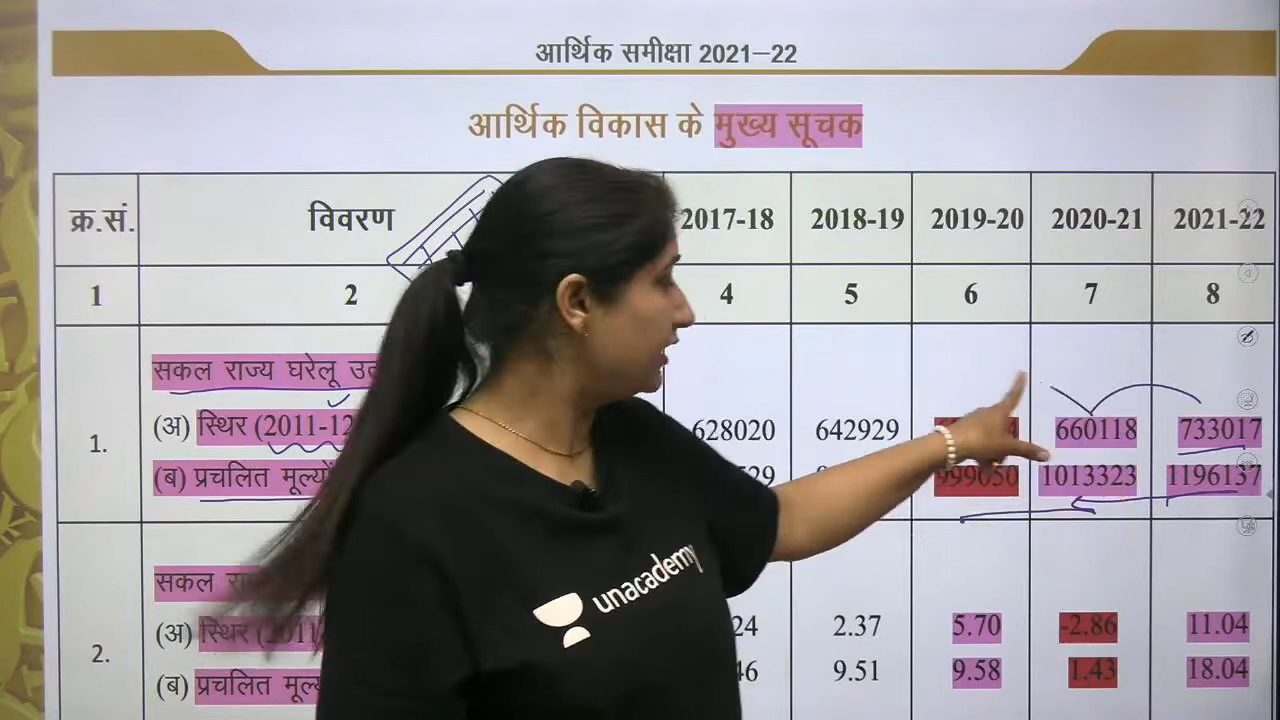 आर्थिक समीक्षा 2021–22
आर्थिक विकास के मुख्य सूचक
क्र.सं. विवरण 2017-18 2018-19 2019-20 2020-21 2021-22
1 2 4 5 6 7 8
सकल राज्य घरेलू
1. (अ) स्थिर (2011-12 628020 642929 660118 733017
(ब) प्रचलित 999050 1013323 1196137
सकल
2. (अ) स्थिर 2.37 5.70 -2.86 11.04
(ब) प्रचलित 9.51 9.58 1.43 18.04
unacademy